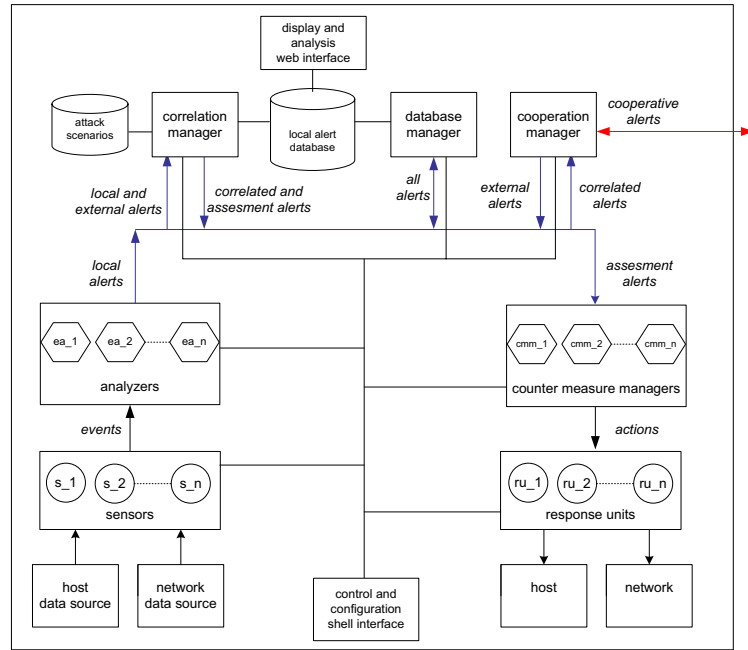 display and
analysis
web interface
attack
scenarios
correlation
manager
local alert
database
database
manager
cooperation
manager
cooperative
alerts
local and
external alerts
correlated and
assesment alerts
all
alerts
external
alerts
correlated
alerts
local
alerts
assesment
alerts
ea_1
ea_2
ea_n
analyzers
cmm_1
cmm_2
cmm_n
counter measure managers
events
actions
s_1
s_2
s_n
sensors
ru_1
ru_2
ru_n
response units
host
data source
network
data source
control and
configuration
shell interface
host
network